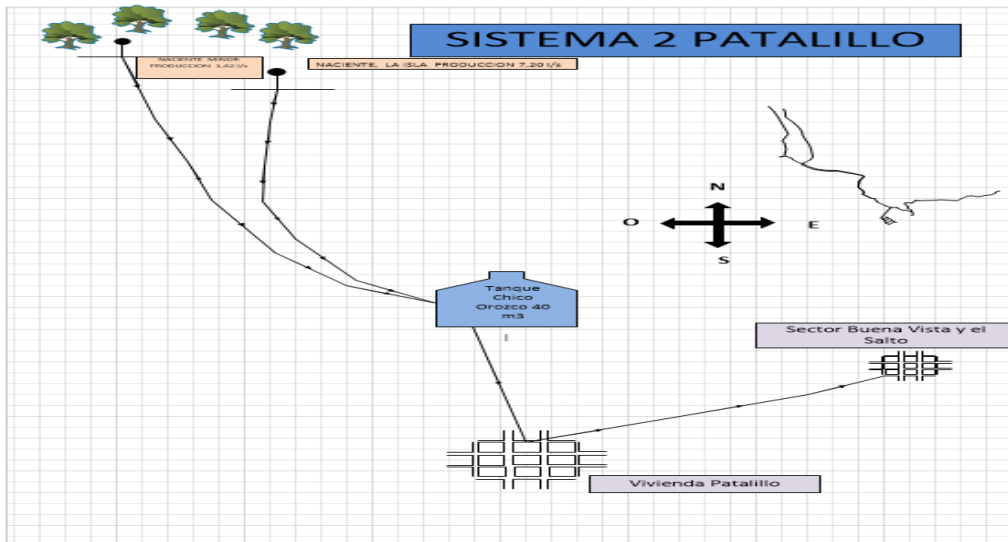 SISTEMA 2 PATALILLO
NACIENTE MENOR
PRODUCCION 1,62 l/s
NACIENTE, LA ISLA PRODUCCION 7,20 l/s
N
O
E
S
Tanque
Chico
Orozco 40
m3
Sector Buena Vista y el
Salto
Vivienda Patalillo